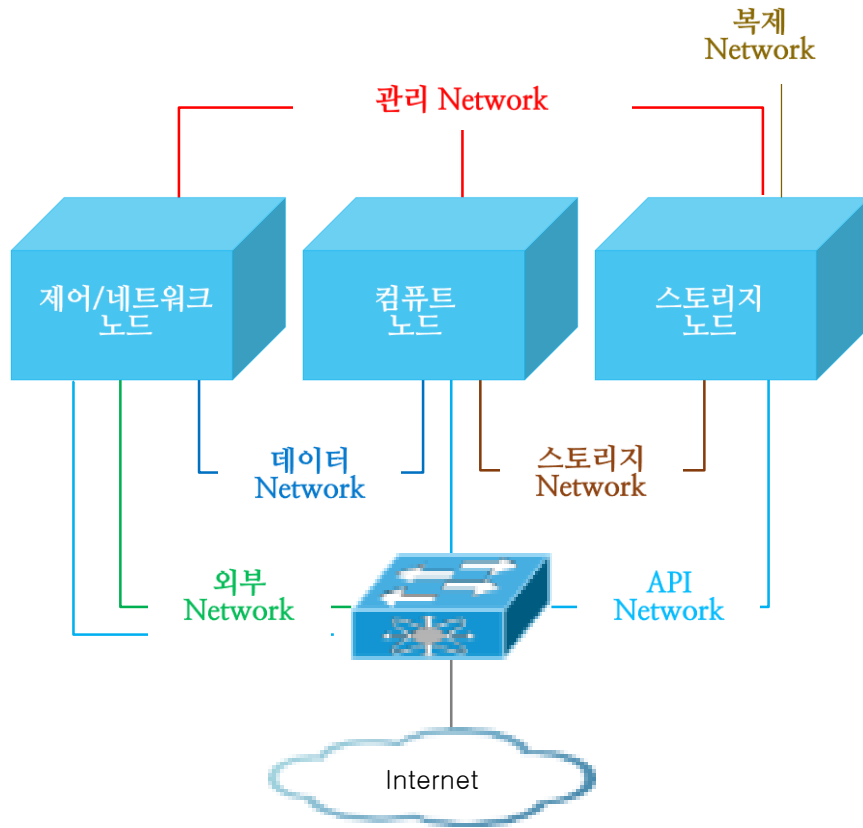 복제
Network
관리 Network
제어/네트워크
노드
컴퓨트
노드
스토리지
노드
데이터
Network
스토리지
Network
외부
Network
API
Network
Internet